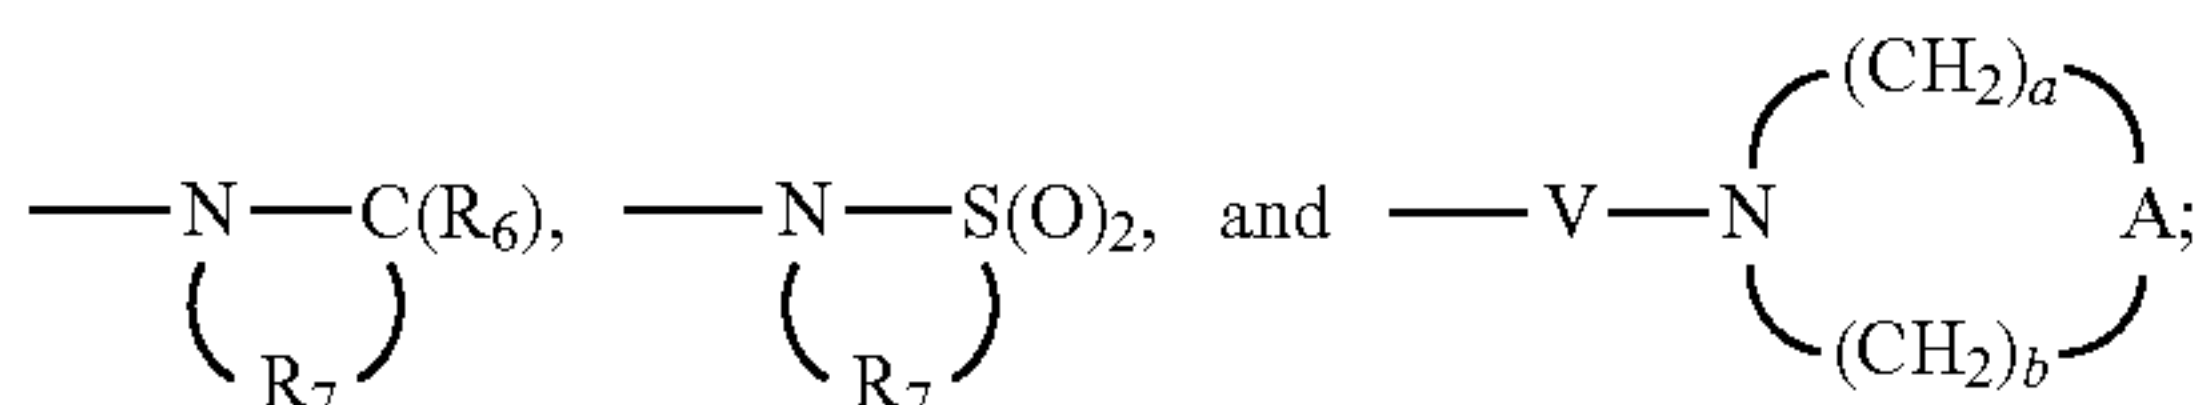 (CH2)a
—N—C(R6), —N—S(O)2, and —V—N A;
R7 R7 (CH2)b